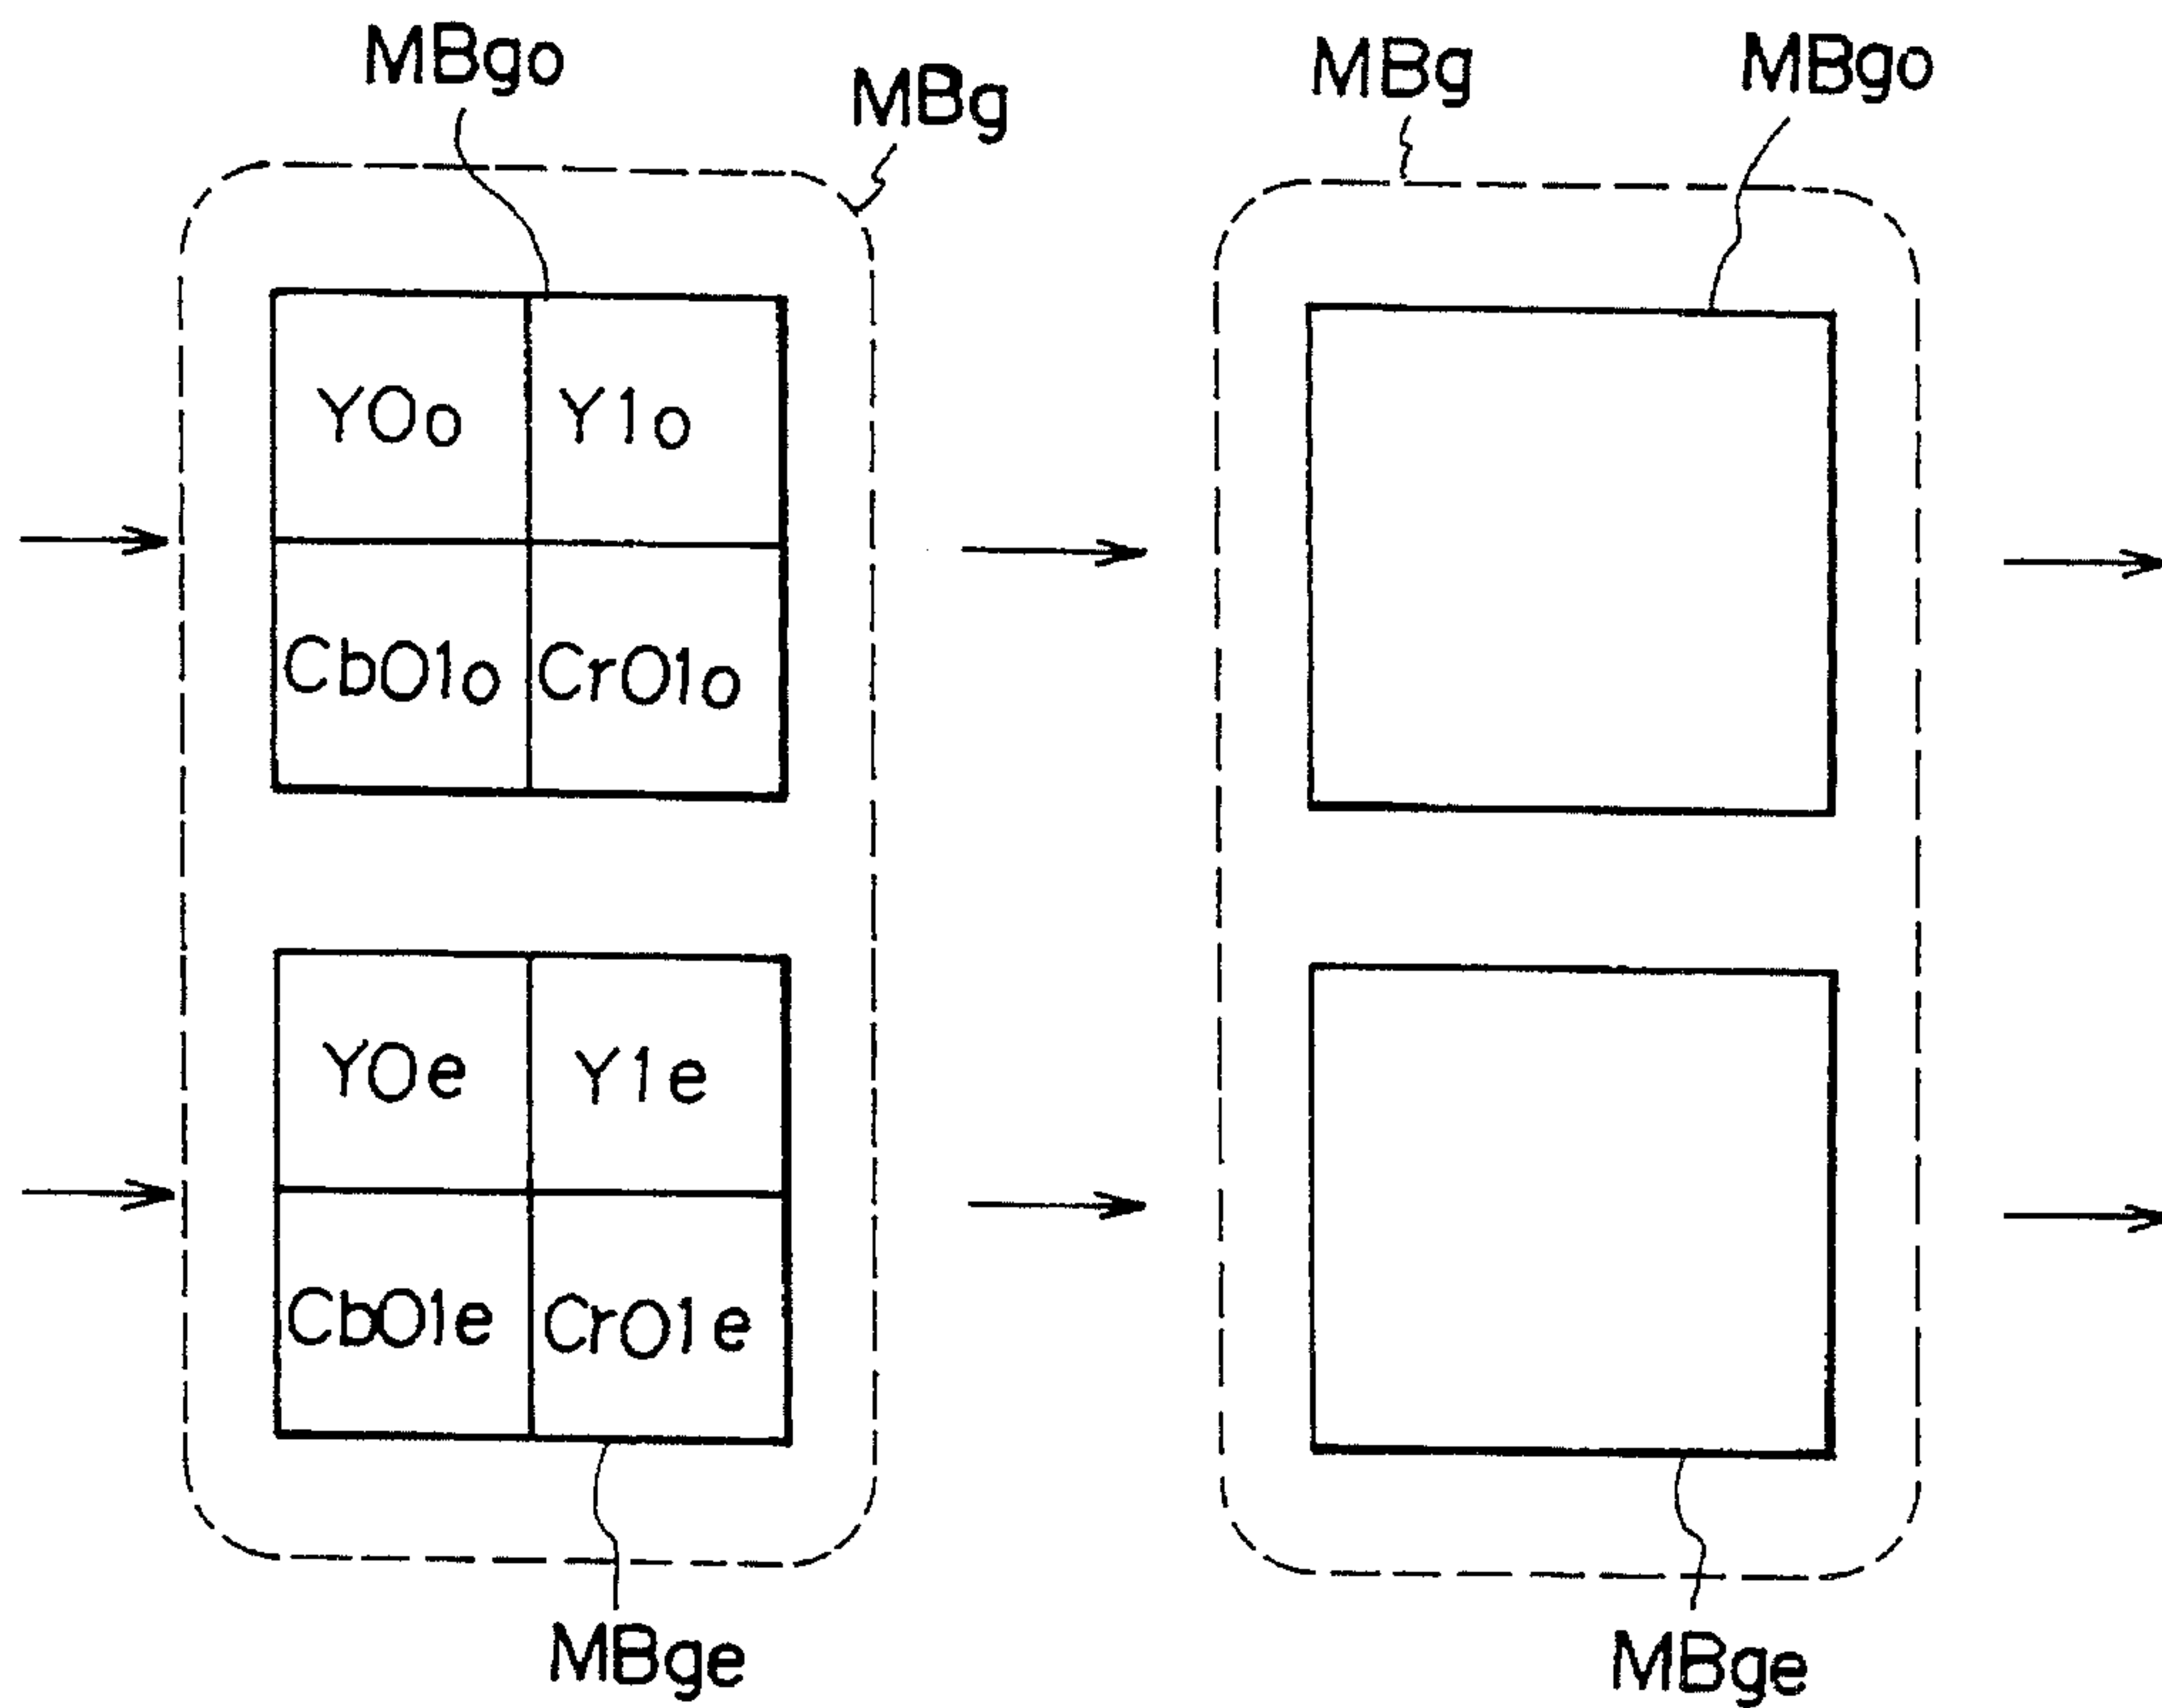 MBgo MBg MBg MBgo
Y0o Y1o
Cb01o Cr01o
Y0e Y1e
Cb01e Cr01e
MBge MBge